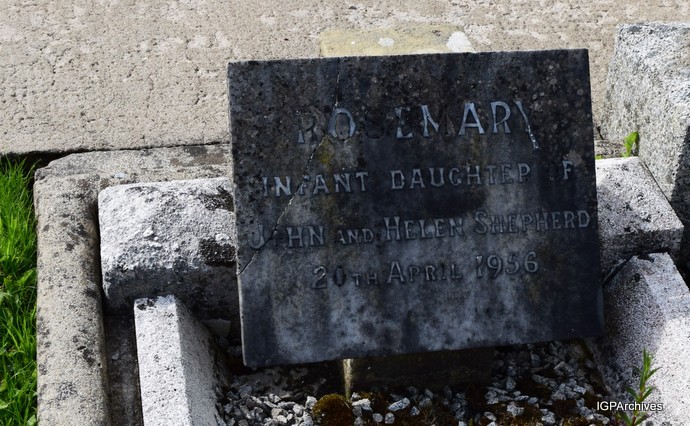 ROSEMARY
INFANT DAUGHTER OF
JOHN AND HELEN SHEPHERD
20TH APRIL 1956
IGPArchives